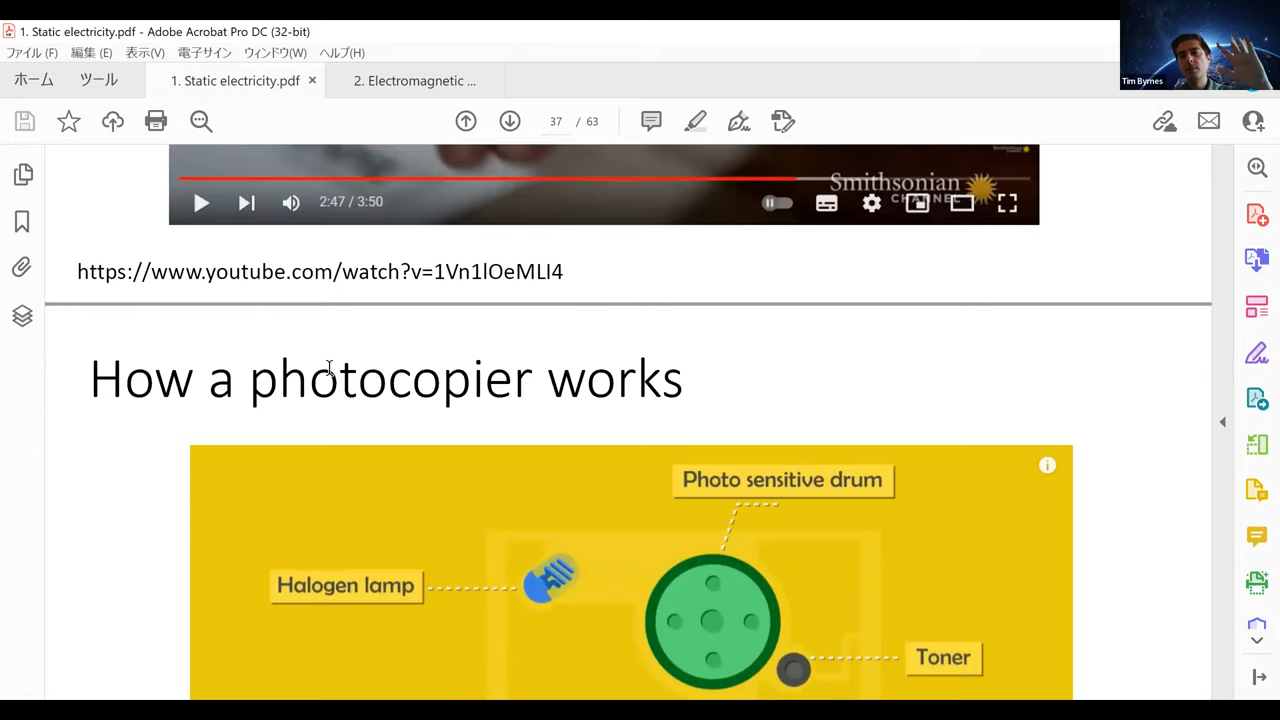 1. Static electricity.pdf - Adobe Acrobat Pro DC (32-bit)
ファイル (F) 編集 (E) 表示(V) 電子サイン ウィンドウ(W) ヘルプ(H)
Tim Byrnes
ホーム ツール 1. Static electricity.pdf × 2. Electromagnetic ...
37 / 63
Smithsonian
CHANNEL
2:47 / 3:50
https://www.youtube.com/watch?v=1Vn1lOeMLI4
How a photocopier works
Photo sensitive drum
Halogen lamp
Toner